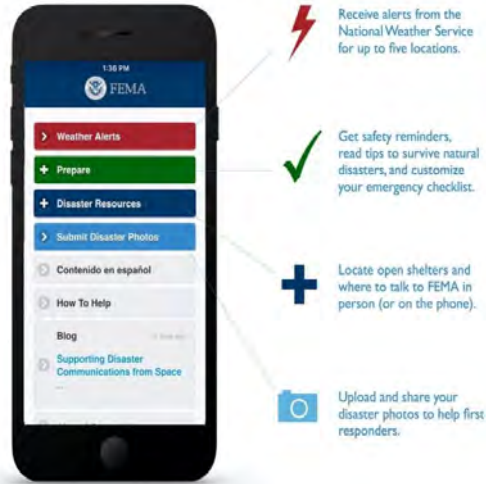 1:36 PM
FEMA
Weather Alerts
Prepare
Disaster Resources
Submit Disaster Photos
Contenido en español
How To Help
Blog
Supporting Disaster
Communications from Space
...
Receive alerts from the
National Weather Service
for up to five locations.
Get safety reminders,
read tips to survive natural
disasters, and customize
your emergency checklist.
Locate open shelters and
where to talk to FEMA in
person (or on the phone).
Upload and share your
disaster photos to help first
responders.